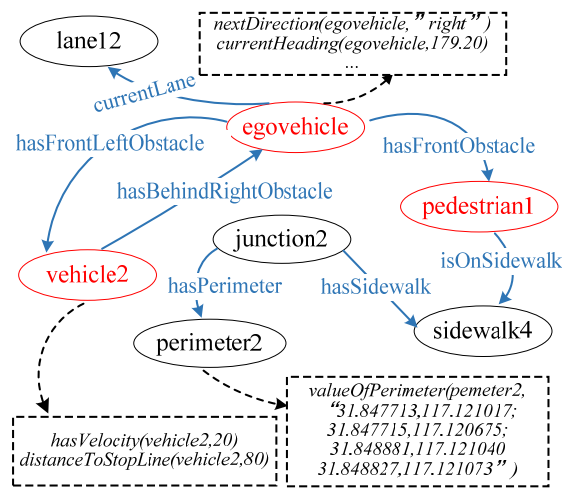 nextDirection(egovehicle,”right”)
currentHeading(egovehicle,179.20)
...
lane12
currentLane
egovehicle
hasFrontLeftObstacle
hasFrontObstacle
hasBehindRightObstacle
pedestrian1
junction2
vehicle2
isOnSidewalk
hasPerimeter
hasSidewalk
perimeter2
sidewalk4
valueOfPerimeter(pemeter2,
“31.847713,117.121017;
31.847715,117.120675;
31.848881,117.121040
31.848827,117.121073”)
hasVelocity(vehicle2,20)
distanceToStopLine(vehicle2,80)